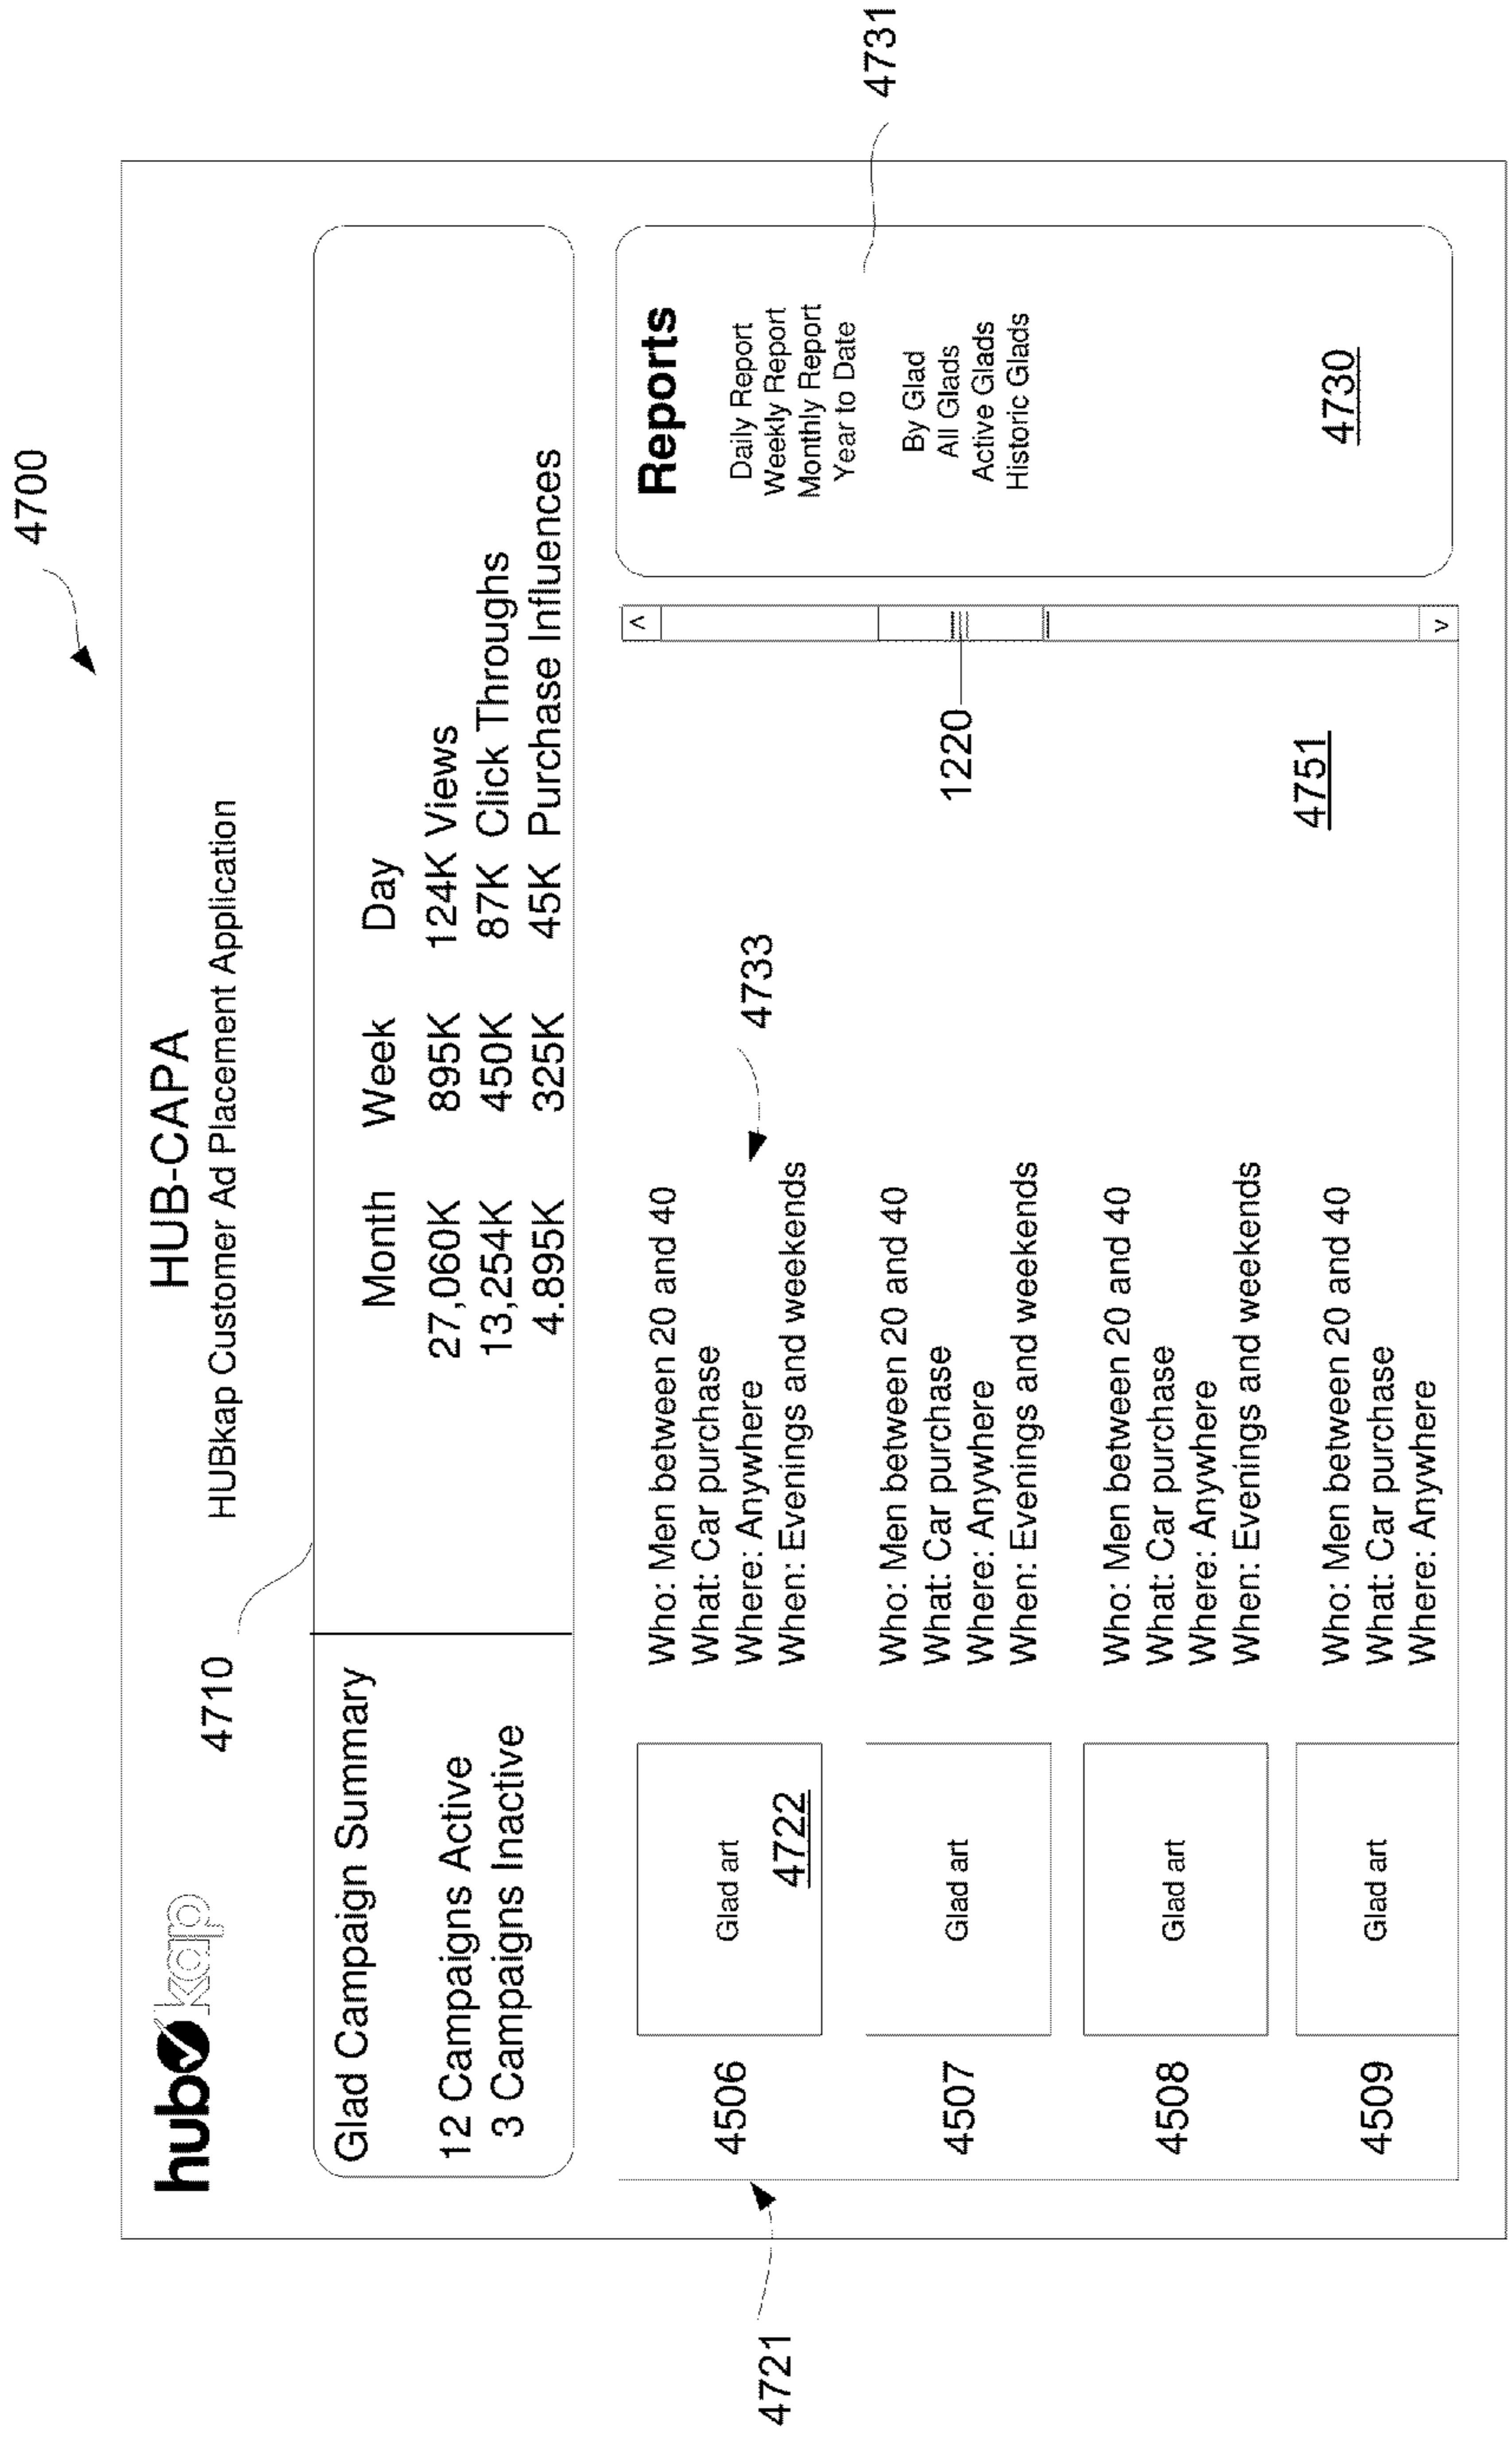 4700
hub kap
HUB-CAPA
HUBkap Customer Ad Placement Application
4710
Glad Campaign Summary
12 Campaigns Active
3 Campaigns Inactive
Month Week Day
27,060K 895K 124K Views
13,254K 450K 87K Click Throughs
4.895K 325K 45K Purchase Influences
4721
4506
Glad art
4722
Who: Men between 20 and 40
What: Car purchase
Where: Anywhere
When: Evenings and weekends
4733
4507
Glad art
Who: Men between 20 and 40
What: Car purchase
Where: Anywhere
When: Evenings and weekends
4508
Glad art
Who: Men between 20 and 40
What: Car purchase
Where: Anywhere
When: Evenings and weekends
4509
Glad art
Who: Men between 20 and 40
What: Car purchase
Where: Anywhere
1220
4751
<
v
Reports
Daily Report
Weekly Report
Monthly Report
Year to Date
By Glad
All Glads
Active Glads
Historic Glads
4730
4731